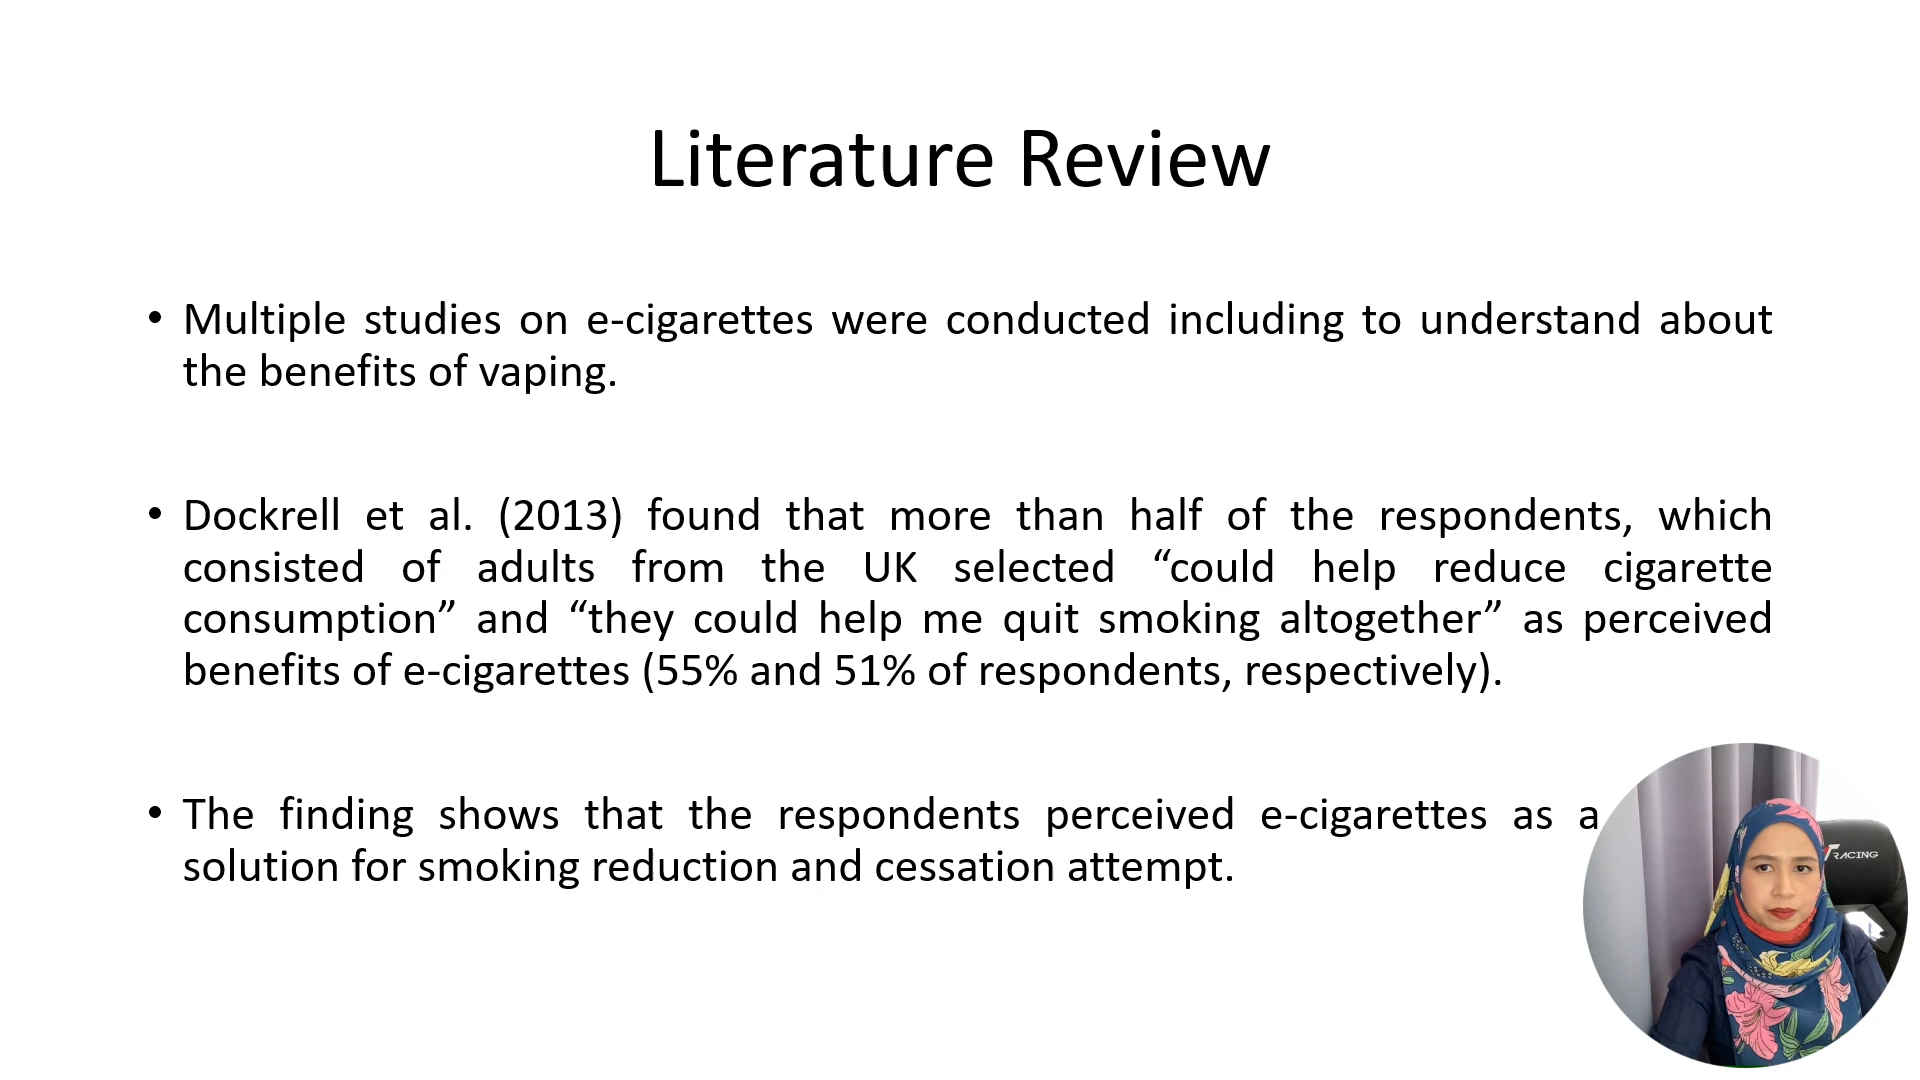 Literature Review
• Multiple studies on e-cigarettes were conducted including to understand about
the benefits of vaping.
• Dockrell et al. (2013) found that more than half of the respondents, which
consisted of adults from the UK selected “could help reduce cigarette
consumption” and “they could help me quit smoking altogether” as perceived
benefits of e-cigarettes (55% and 51% of respondents, respectively).
• The finding shows that the respondents perceived e-cigarettes as a
solution for smoking reduction and cessation attempt.
RACING